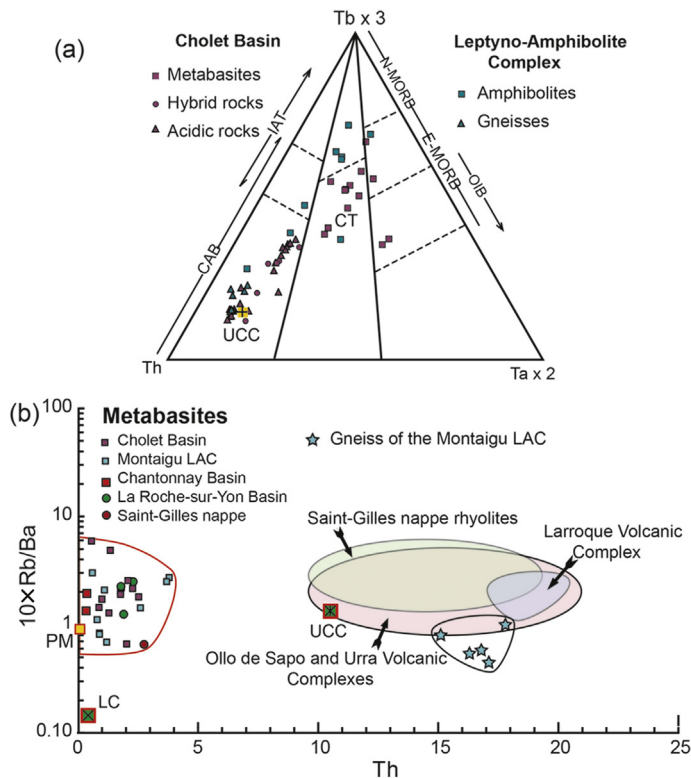 (a)
Tb x 3
Cholet Basin
Metabasites
Hybrid rocks
Acidic rocks
Leptyno-Amphibolite
Complex
Amphibolites
Gneisses
IAT
CAB
N-MORB
E-MORB
OIB
CT
UCC
Th
Ta x 2
(b)
100
10
1
0.10
10×Rb/Ba
Metabasites
Cholet Basin
Montaigu LAC
Chantonnay Basin
La Roche-sur-Yon Basin
Saint-Gilles nappe
Gneiss of the Montaigu LAC
Saint-Gilles nappe rhyolites
Larroque Volcanic
Complex
UCC
Ollo de Sapo and Urra Volcanic
Complexes
PM
LC
0 5 10 15 20 25
Th